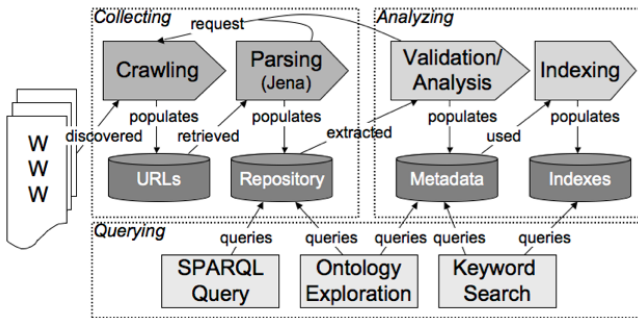 Collecting
request
Analyzing
Crawling
Parsing
(Jena)
Validation/
Analysis
Indexing
W
W
W
discovered
populates
retrieved
populates
extracted
populates
used
populates
URLs
Repository
Metadata
Indexes
Querying
queries
queries
queries
queries
queries
SPARQL
Query
Ontology
Exploration
Keyword
Search